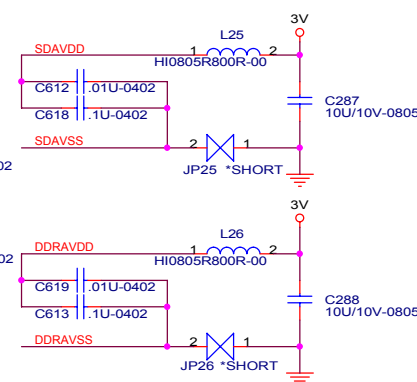 3V
L25
SDAVDD
1
2
HI0805R800R-00
C612
.01U-0402
C618
.1U-0402
C287
10U/10V-0805
SDAVSS
2
1
JP25 *SHORT
02
3V
L26
DDRAVDD
1
2
HI0805R800R-00
02
C619
.01U-0402
C613
.1U-0402
C288
10U/10V-0805
DDRAVSS
2
1
JP26 *SHORT